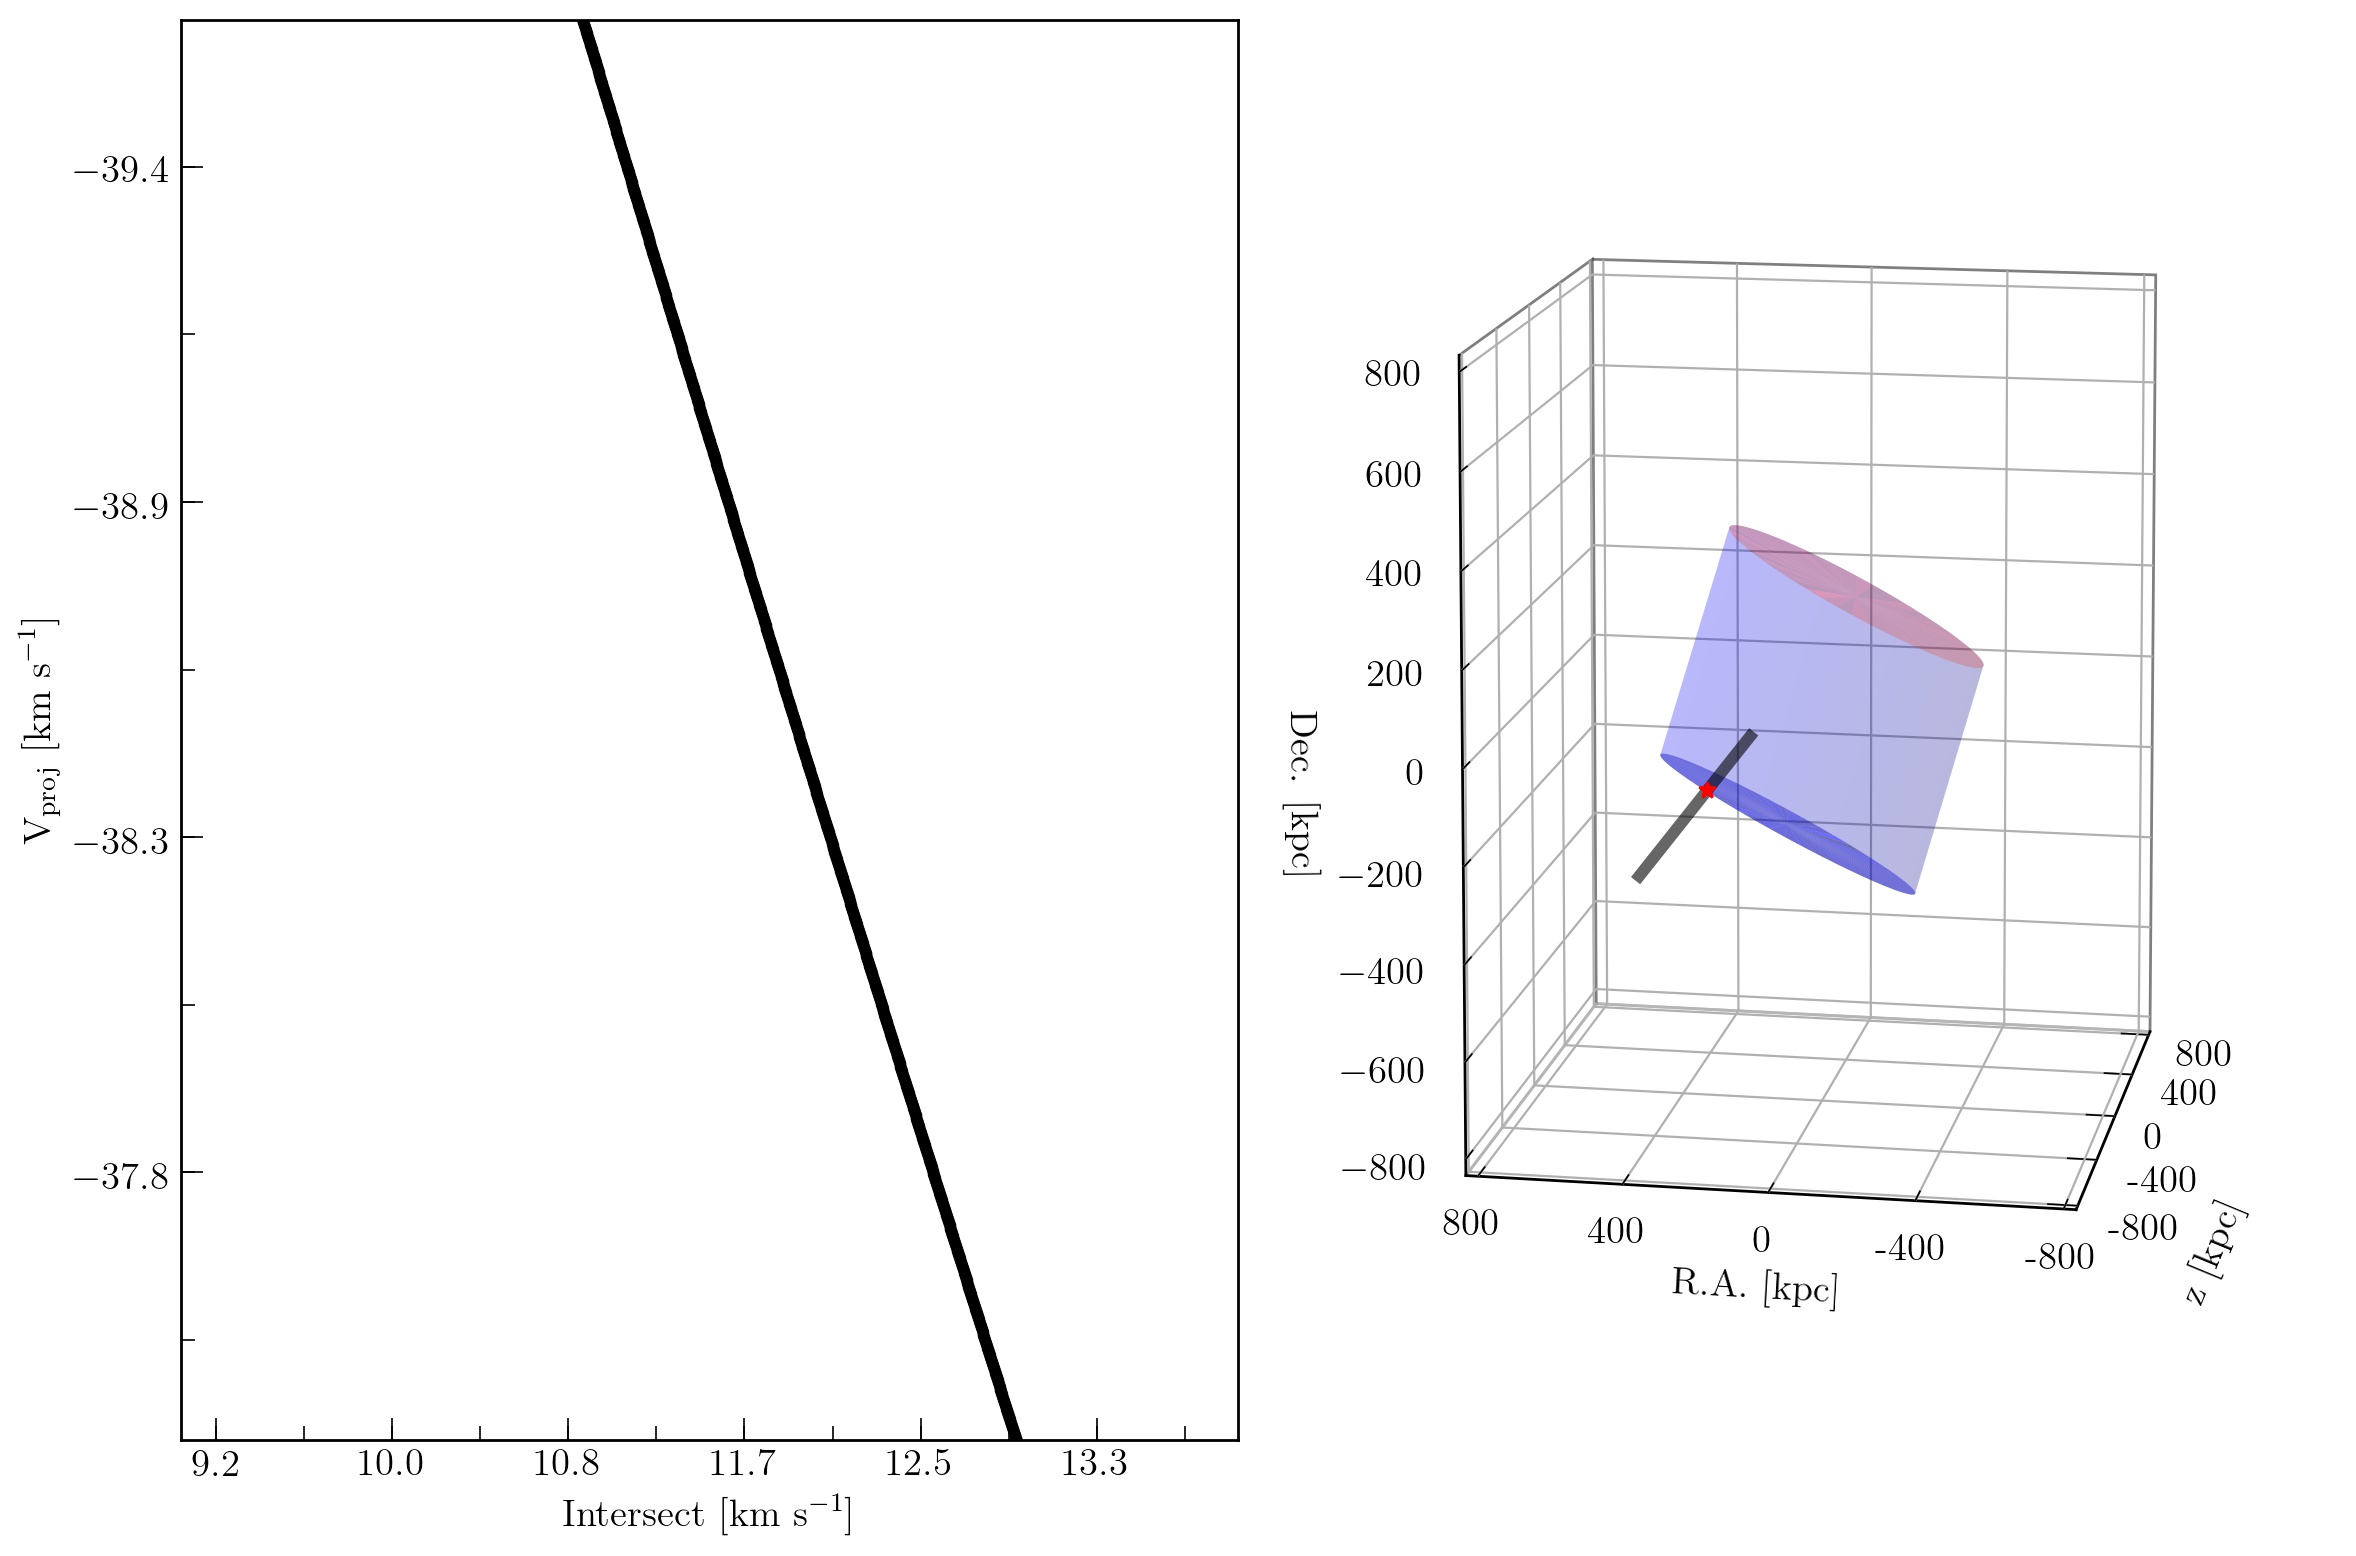 −39.4
−38.9
−38.3
−37.8
V_proj [km s⁻¹]
9.2 10.0 10.8 11.7 12.5 13.3
Intersect [km s⁻¹]
800
600
400
200
0
−200
−400
−600
−800
Dec. [kpc]
800 400 0 -400 -800
R.A. [kpc]
800
400
0
-400
-800
z [kpc]